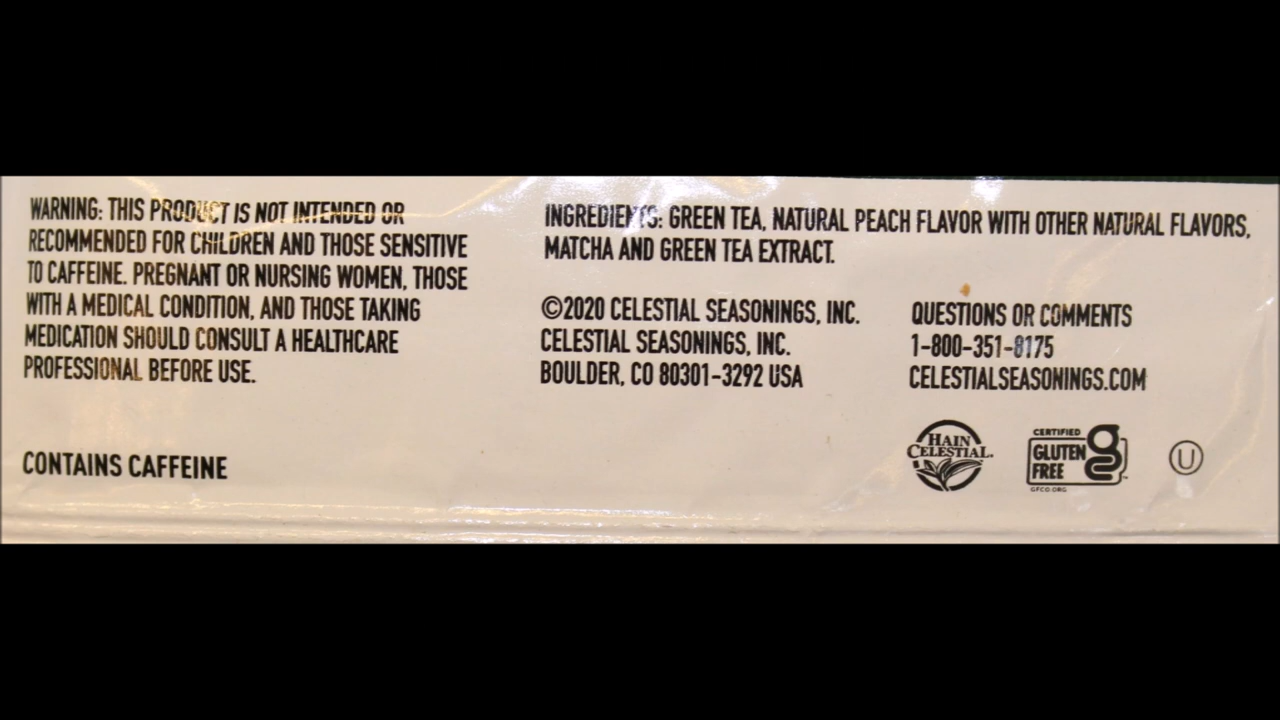 WARNING: THIS PRODUCT IS NOT INTENDED OR
RECOMMENDED FOR CHILDREN AND THOSE SENSITIVE
TO CAFFEINE. PREGNANT OR NURSING WOMEN, THOSE
WITH A MEDICAL CONDITION, AND THOSE TAKING
MEDICATION SHOULD CONSULT A HEALTHCARE
PROFESSIONAL BEFORE USE.
CONTAINS CAFFEINE
INGREDIENTS: GREEN TEA, NATURAL PEACH FLAVOR WITH OTHER NATURAL FLAVORS,
MATCHA AND GREEN TEA EXTRACT.
©2020 CELESTIAL SEASONINGS, INC.
CELESTIAL SEASONINGS, INC.
BOULDER, CO 80301-3292 USA
QUESTIONS OR COMMENTS
1-800-351-8175
CELESTIALSEASONINGS.COM
HAIN
CELESTIAL.
CERTIFIED
GLUTEN
FREE
GFCO.ORG
U